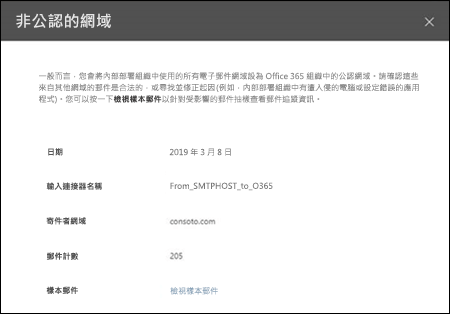 非公認的網域
一般而言，您會將內部部署組織中使用的所有電子郵件網域設為 Office 365 組織中的公認網域。請確認這些
來自其他網域的郵件是合法的，或尋找並修正起因(例如，內部部署組織中有遭入侵的電腦或設定錯誤的應用
程式)。您可以按一下檢視樣本郵件以針對受影響的郵件抽樣查看郵件追蹤資訊。
日期 2019 年 3 月 8 日
輸入連接器名稱 From_SMTPHOST_to_O365
寄件者網域 consoto.com
郵件計數 205
樣本郵件 檢視樣本郵件